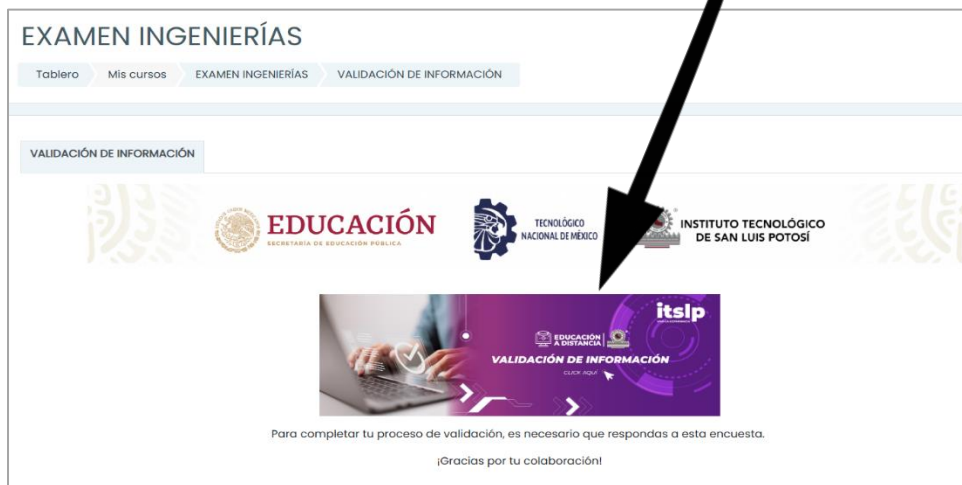 EXAMEN INGENIERÍAS
Tablero Mis cursos EXAMEN INGENIERÍAS VALIDACIÓN DE INFORMACIÓN
VALIDACIÓN DE INFORMACIÓN
EDUCACIÓN
SECRETARÍA DE EDUCACIÓN PÚBLICA
TECNOLÓGICO
NACIONAL DE MÉXICO
INSTITUTO TECNOLÓGICO
DE SAN LUIS POTOSÍ
itslp
EDUCACIÓN
A DISTANCIA
VALIDACIÓN DE INFORMACIÓN
CLICK AQUÍ
Para completar tu proceso de validación, es necesario que respondas a esta encuesta.
¡Gracias por tu colaboración!